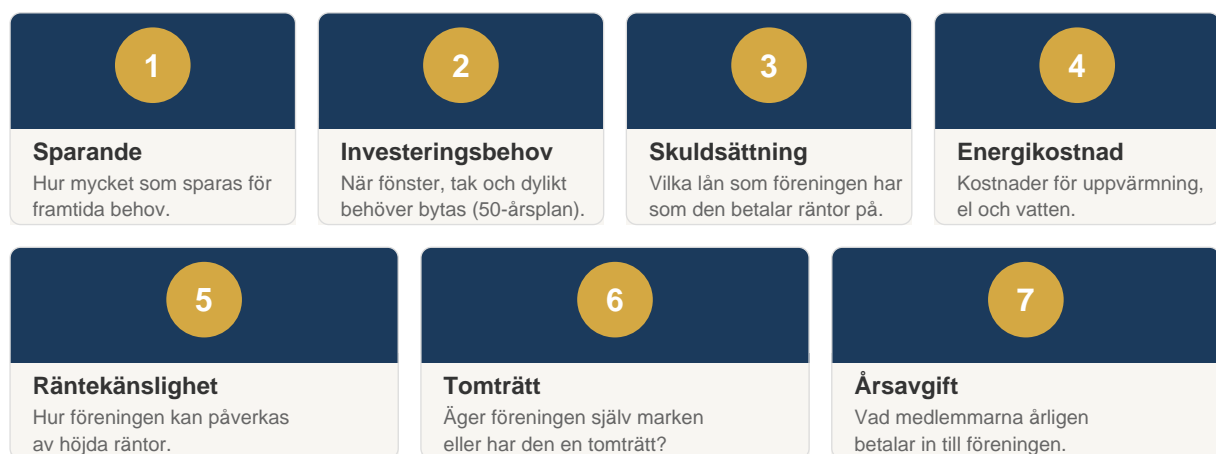 1
Sparande
Hur mycket som sparas för
framtida behov.
2
Investeringsbehov
När fönster, tak och dylikt
behöver bytas (50-årsplan).
3
Skuldsättning
Vilka lån som föreningen har
som den betalar räntor på.
4
Energikostnad
Kostnader för uppvärmning,
el och vatten.
5
Räntekänslighet
Hur föreningen kan påverkas
av höjda räntor.
6
Tomträtt
Äger föreningen själv marken
eller har den en tomträtt?
7
Årsavgift
Vad medlemmarna årligen
betalar in till föreningen.